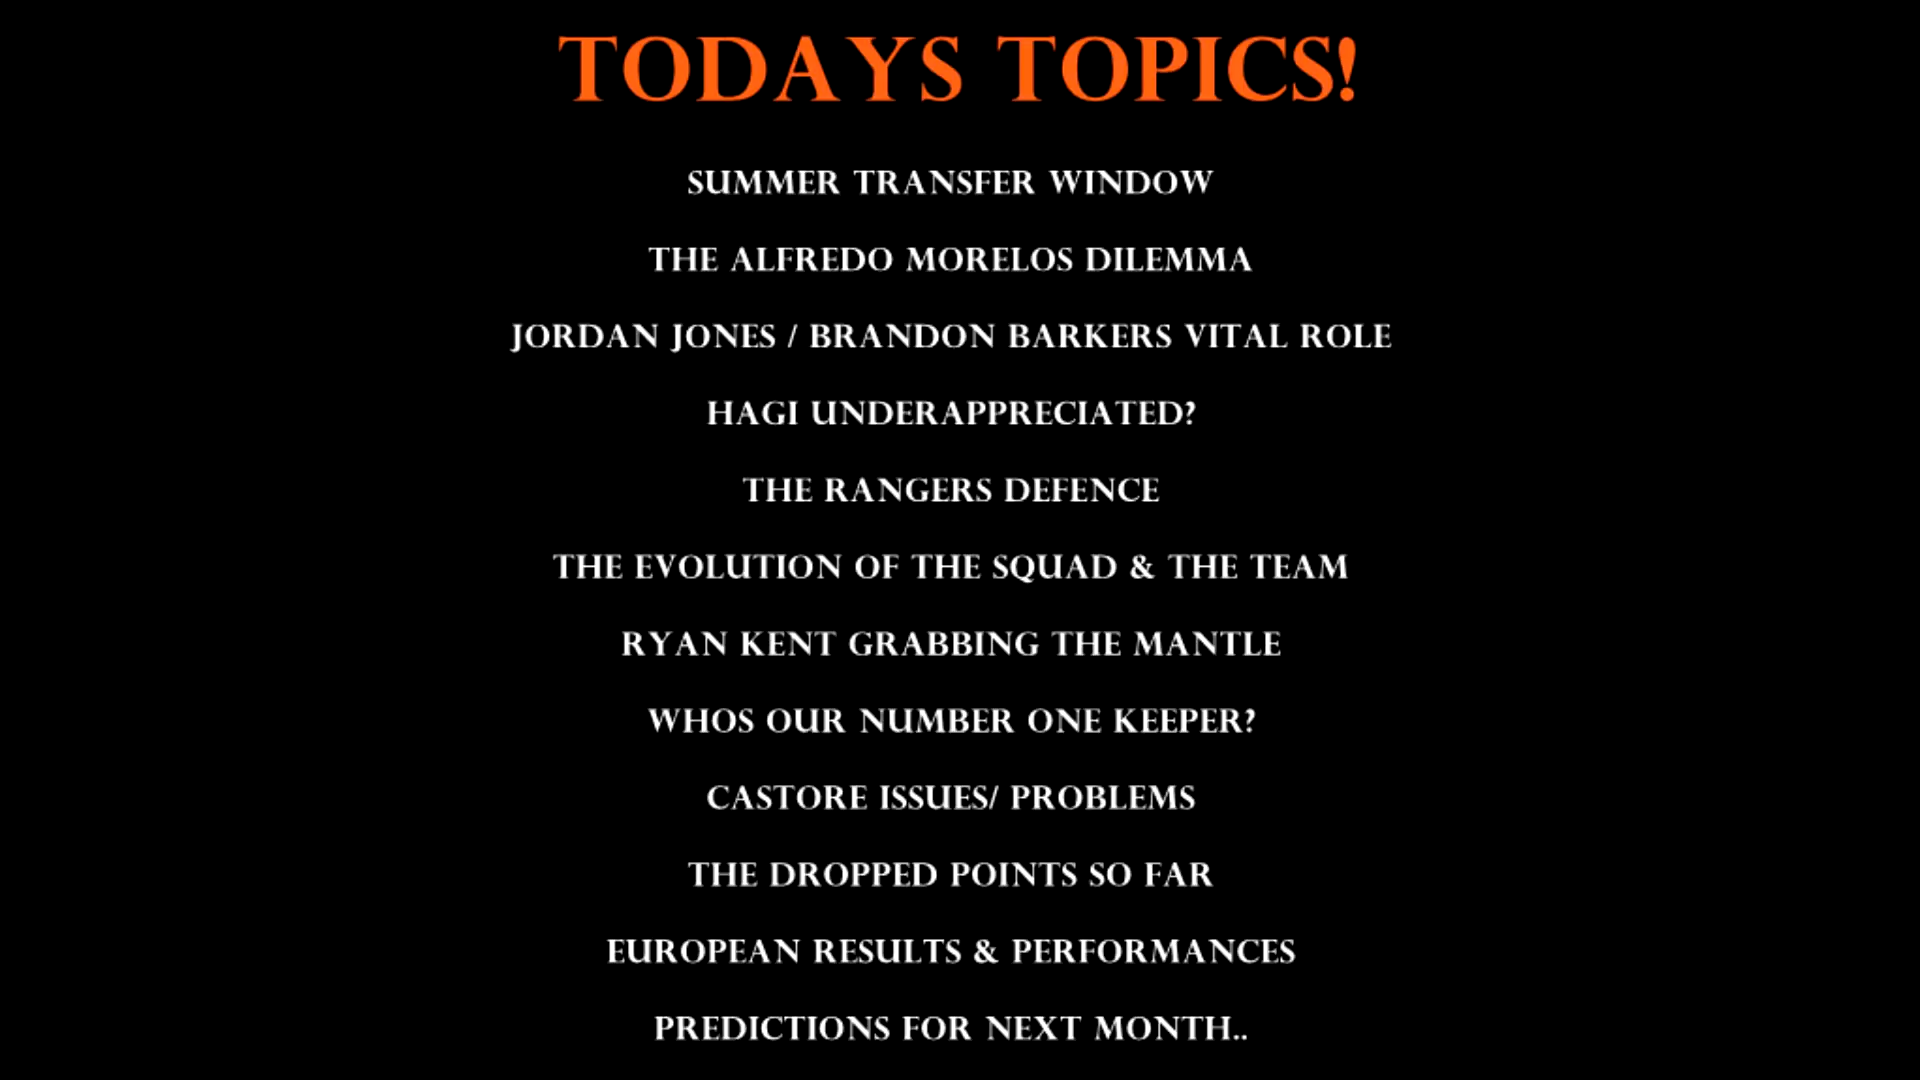 TODAYS TOPICS!
SUMMER TRANSFER WINDOW
THE ALFREDO MORELOS DILEMMA
JORDAN JONES / BRANDON BARKERS VITAL ROLE
HAGI UNDERAPPRECIATED?
THE RANGERS DEFENCE
THE EVOLUTION OF THE SQUAD & THE TEAM
RYAN KENT GRABBING THE MANTLE
WHOS OUR NUMBER ONE KEEPER?
CASTORE ISSUES/ PROBLEMS
THE DROPPED POINTS SO FAR
EUROPEAN RESULTS & PERFORMANCES
PREDICTIONS FOR NEXT MONTH..